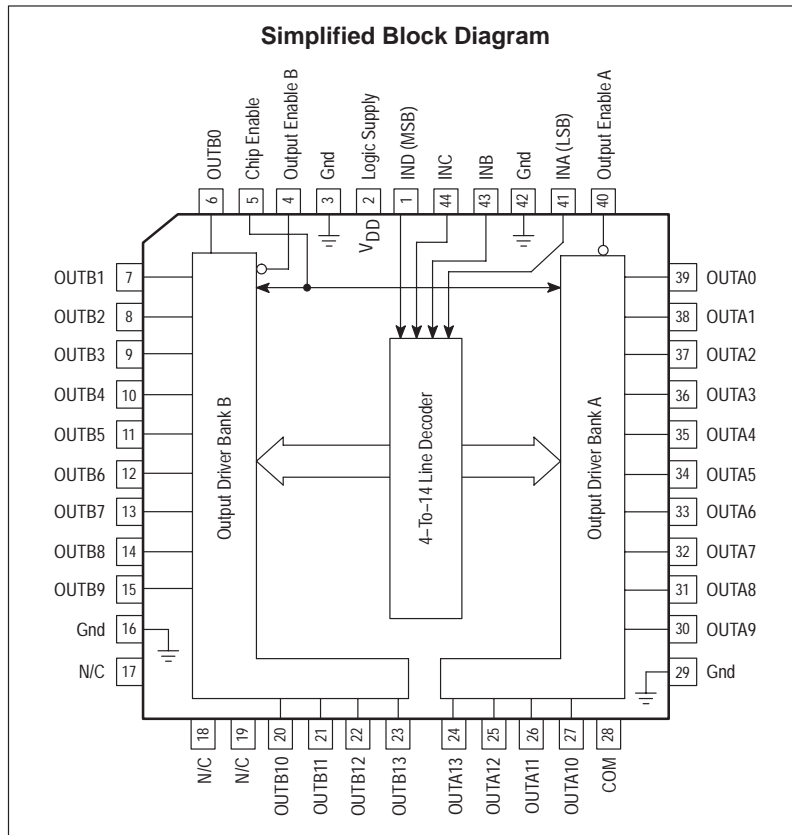 Simplified Block Diagram
OUTB0
Chip Enable
Output Enable B
Gnd
Logic Supply
IND (MSB)
INC
INB
Gnd
INA (LSB)
Output Enable A
6
5
4
3
2
1
44
43
42
41
40
VDD
OUTB1 7
OUTB2 8
OUTB3 9
OUTB4 10
OUTB5 11
OUTB6 12
OUTB7 13
OUTB8 14
OUTB9 15
Gnd 16
N/C 17
Output Driver Bank B
4–To–14 Line Decoder
Output Driver Bank A
39 OUTA0
38 OUTA1
37 OUTA2
36 OUTA3
35 OUTA4
34 OUTA5
33 OUTA6
32 OUTA7
31 OUTA8
30 OUTA9
29 Gnd
18
19
20
21
22
23
24
25
26
27
28
N/C
N/C
OUTB10
OUTB11
OUTB12
OUTB13
OUTA13
OUTA12
OUTA11
OUTA10
COM